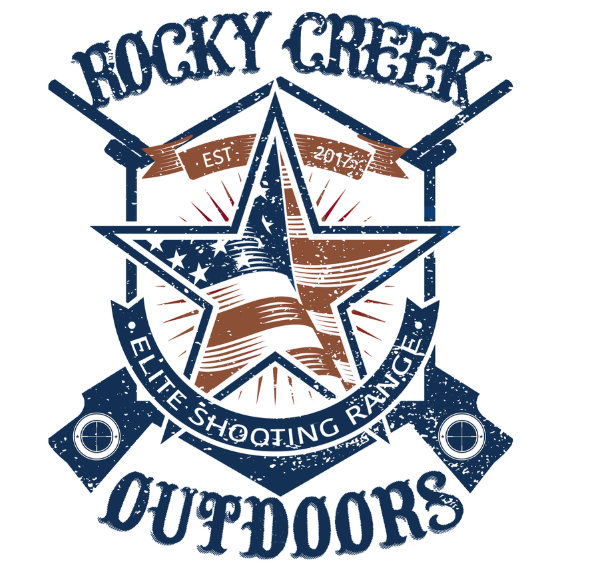 ROCKY CREEK
EST 2017
ELITE SHOOTING RANGE
OUTDOORS